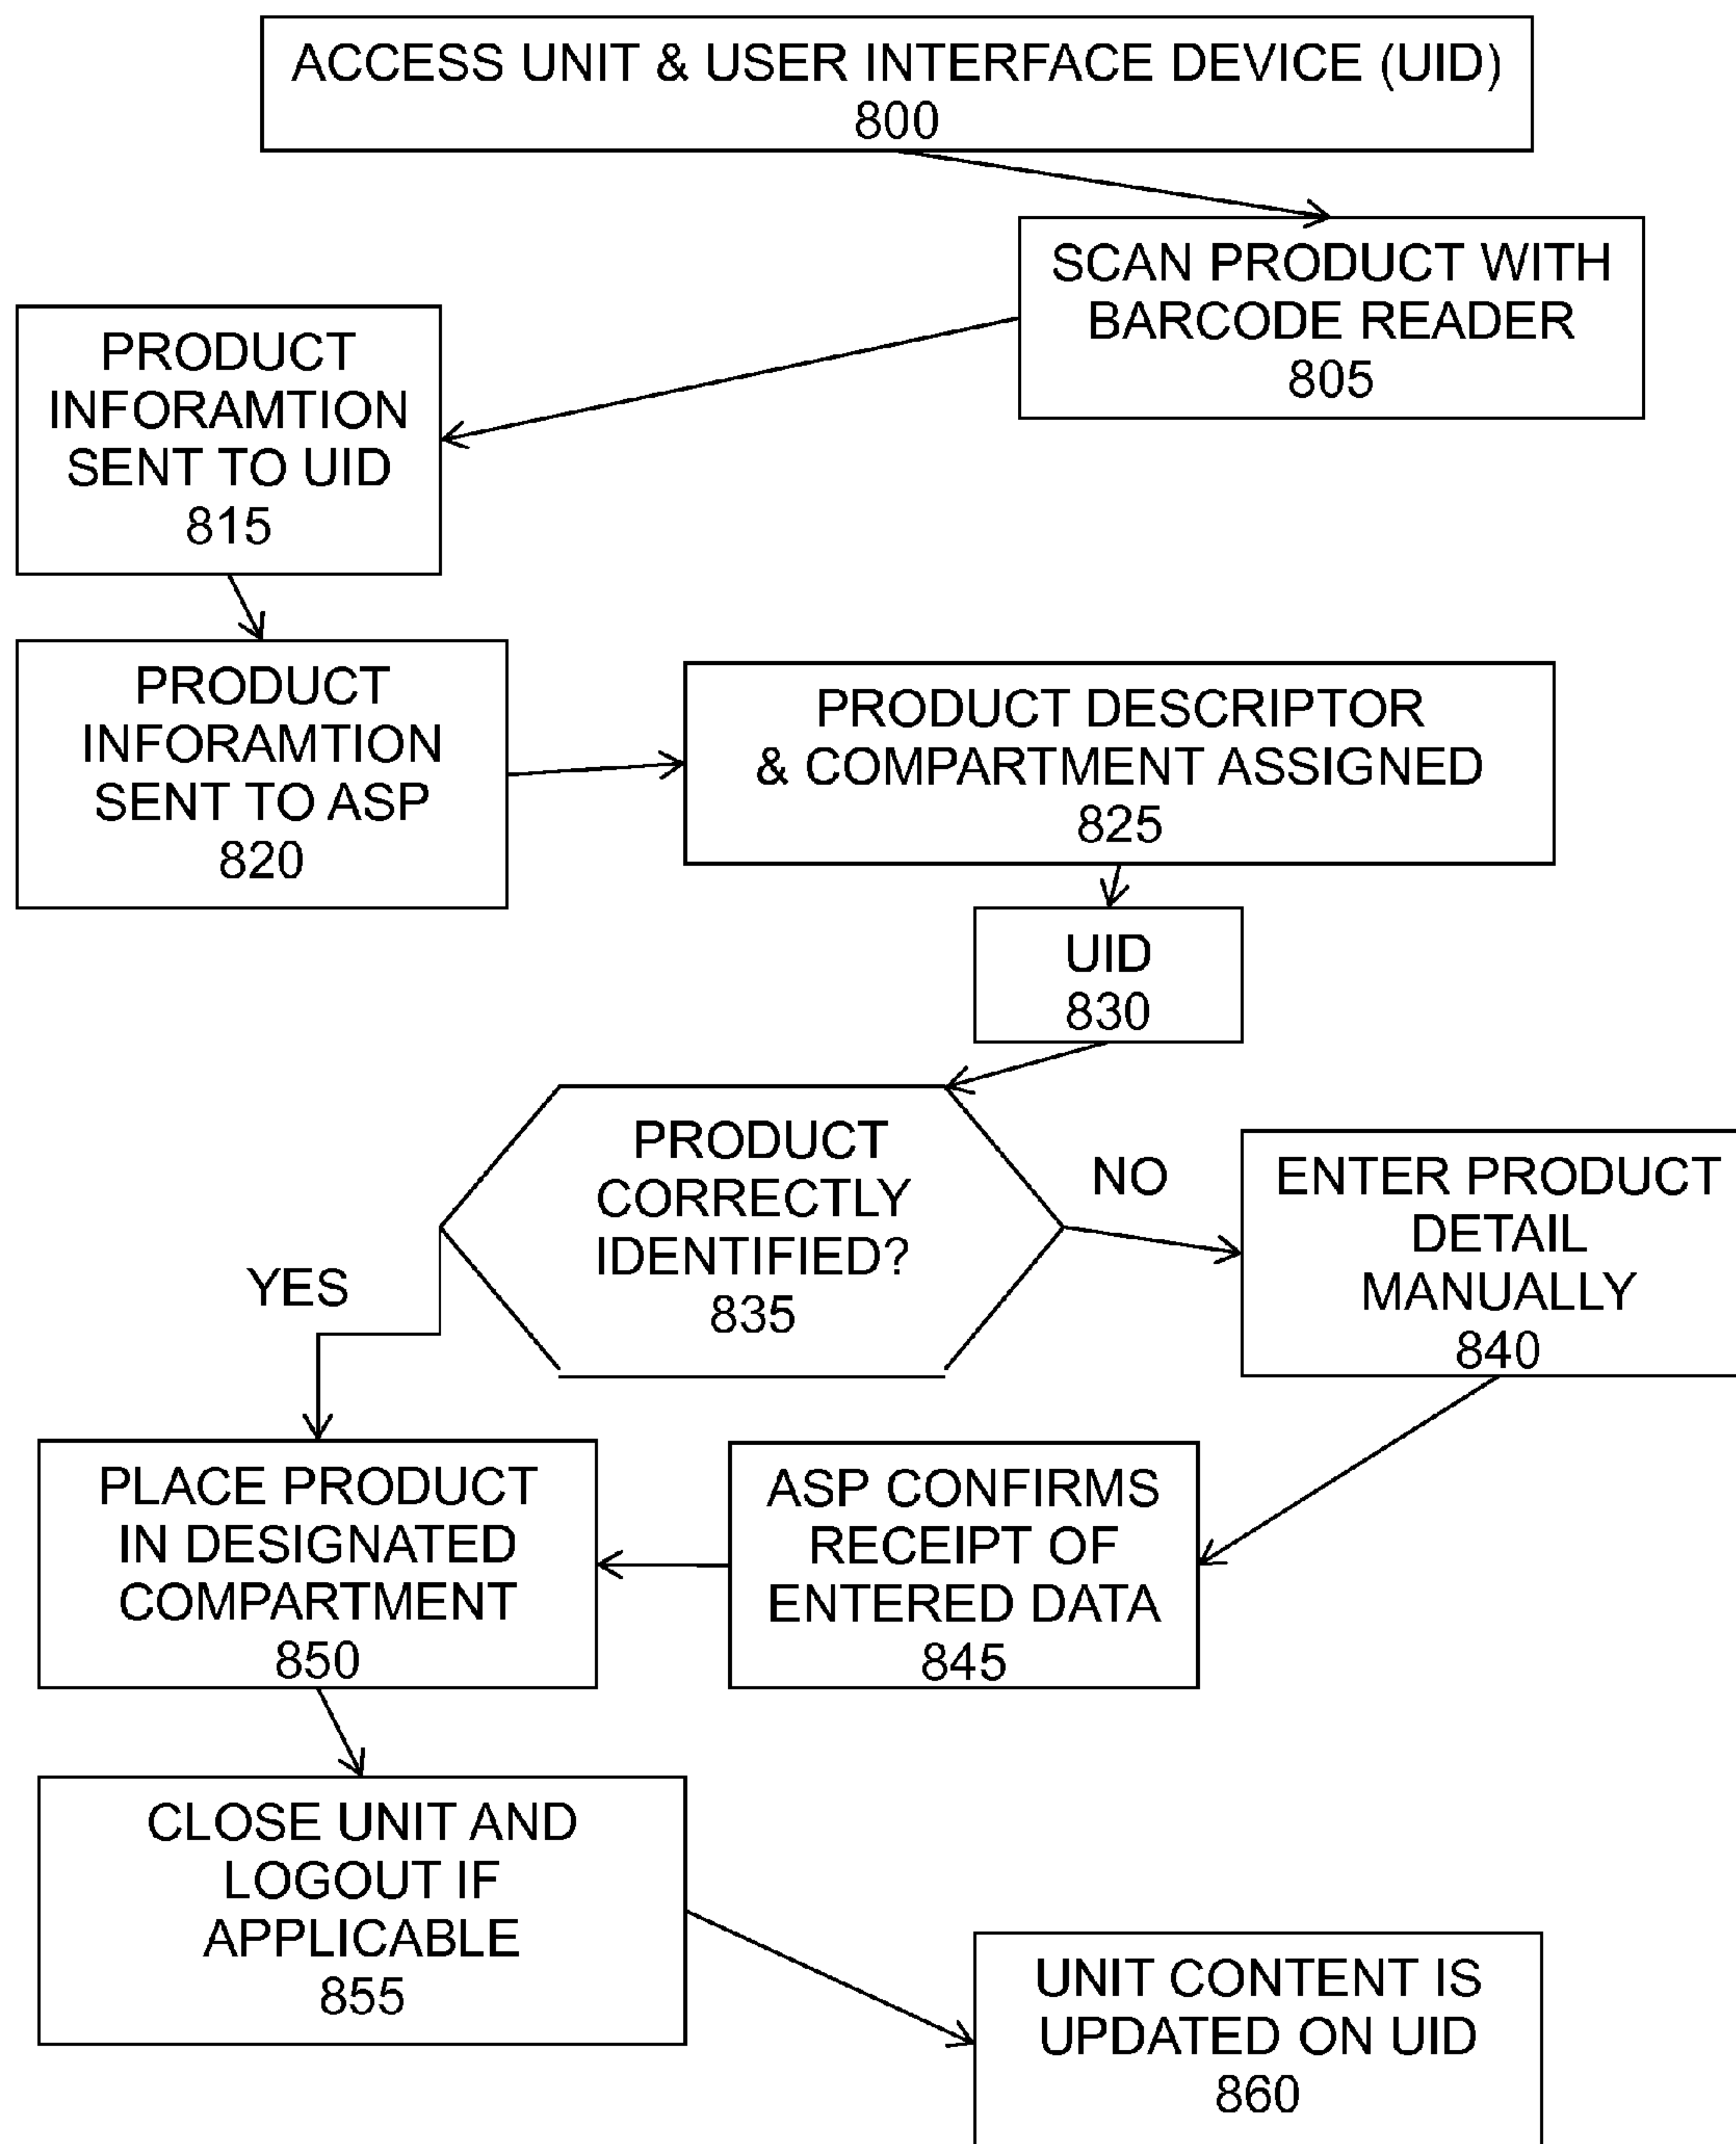 ACCESS UNIT & USER INTERFACE DEVICE (UID)
800
SCAN PRODUCT WITH
BARCODE READER
805
PRODUCT
INFORAMTION
SENT TO UID
815
PRODUCT
INFORAMTION
SENT TO ASP
820
PRODUCT DESCRIPTOR
& COMPARTMENT ASSIGNED
825
UID
830
PRODUCT
CORRECTLY
IDENTIFIED?
835
NO
ENTER PRODUCT
DETAIL
MANUALLY
840
YES
ASP CONFIRMS
RECEIPT OF
ENTERED DATA
845
PLACE PRODUCT
IN DESIGNATED
COMPARTMENT
850
CLOSE UNIT AND
LOGOUT IF
APPLICABLE
855
UNIT CONTENT IS
UPDATED ON UID
860